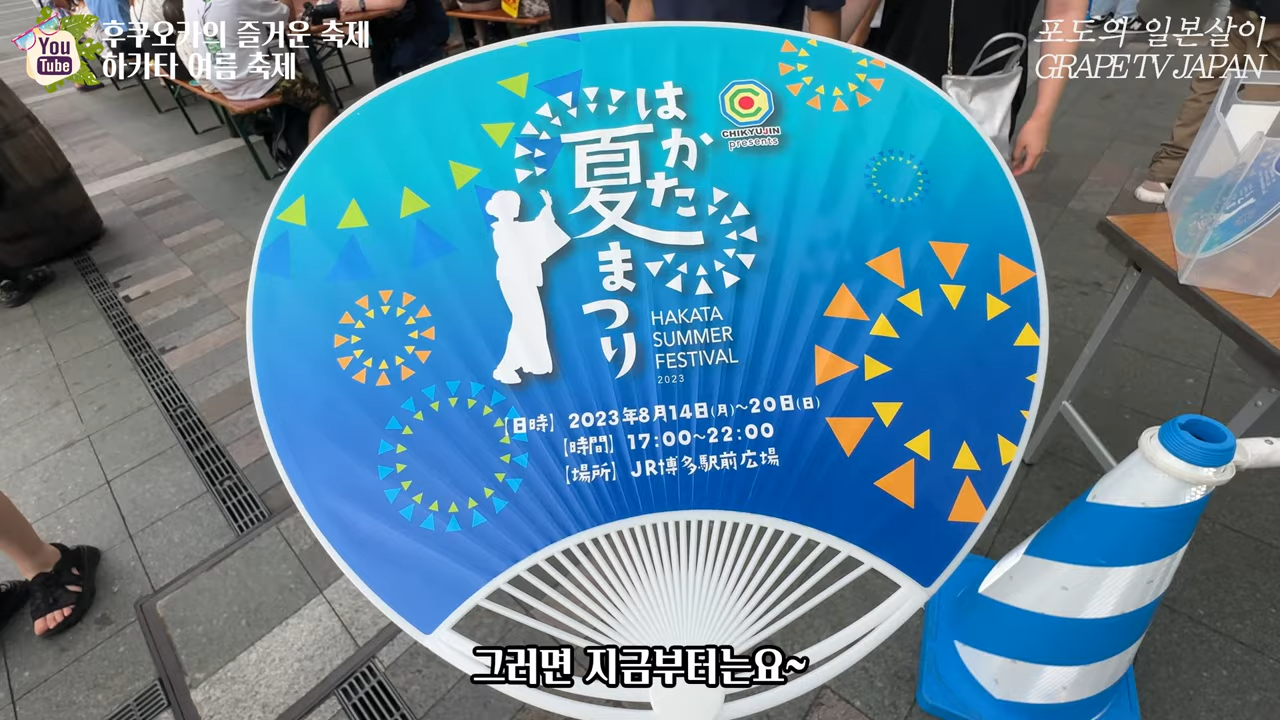 You
Tube
후쿠오카의 즐거운 축제
하카타 여름 축제
포도의 일본살이
GRAPE TV JAPAN
はかた
夏まつり
CHIKYUJIN
presents
HAKATA
SUMMER
FESTIVAL
2023
【日時】2023年8月14日(月)~20日(日)
【時間】17:00~22:00
【場所】JR博多駅前広場
그러면 지금부터는요~